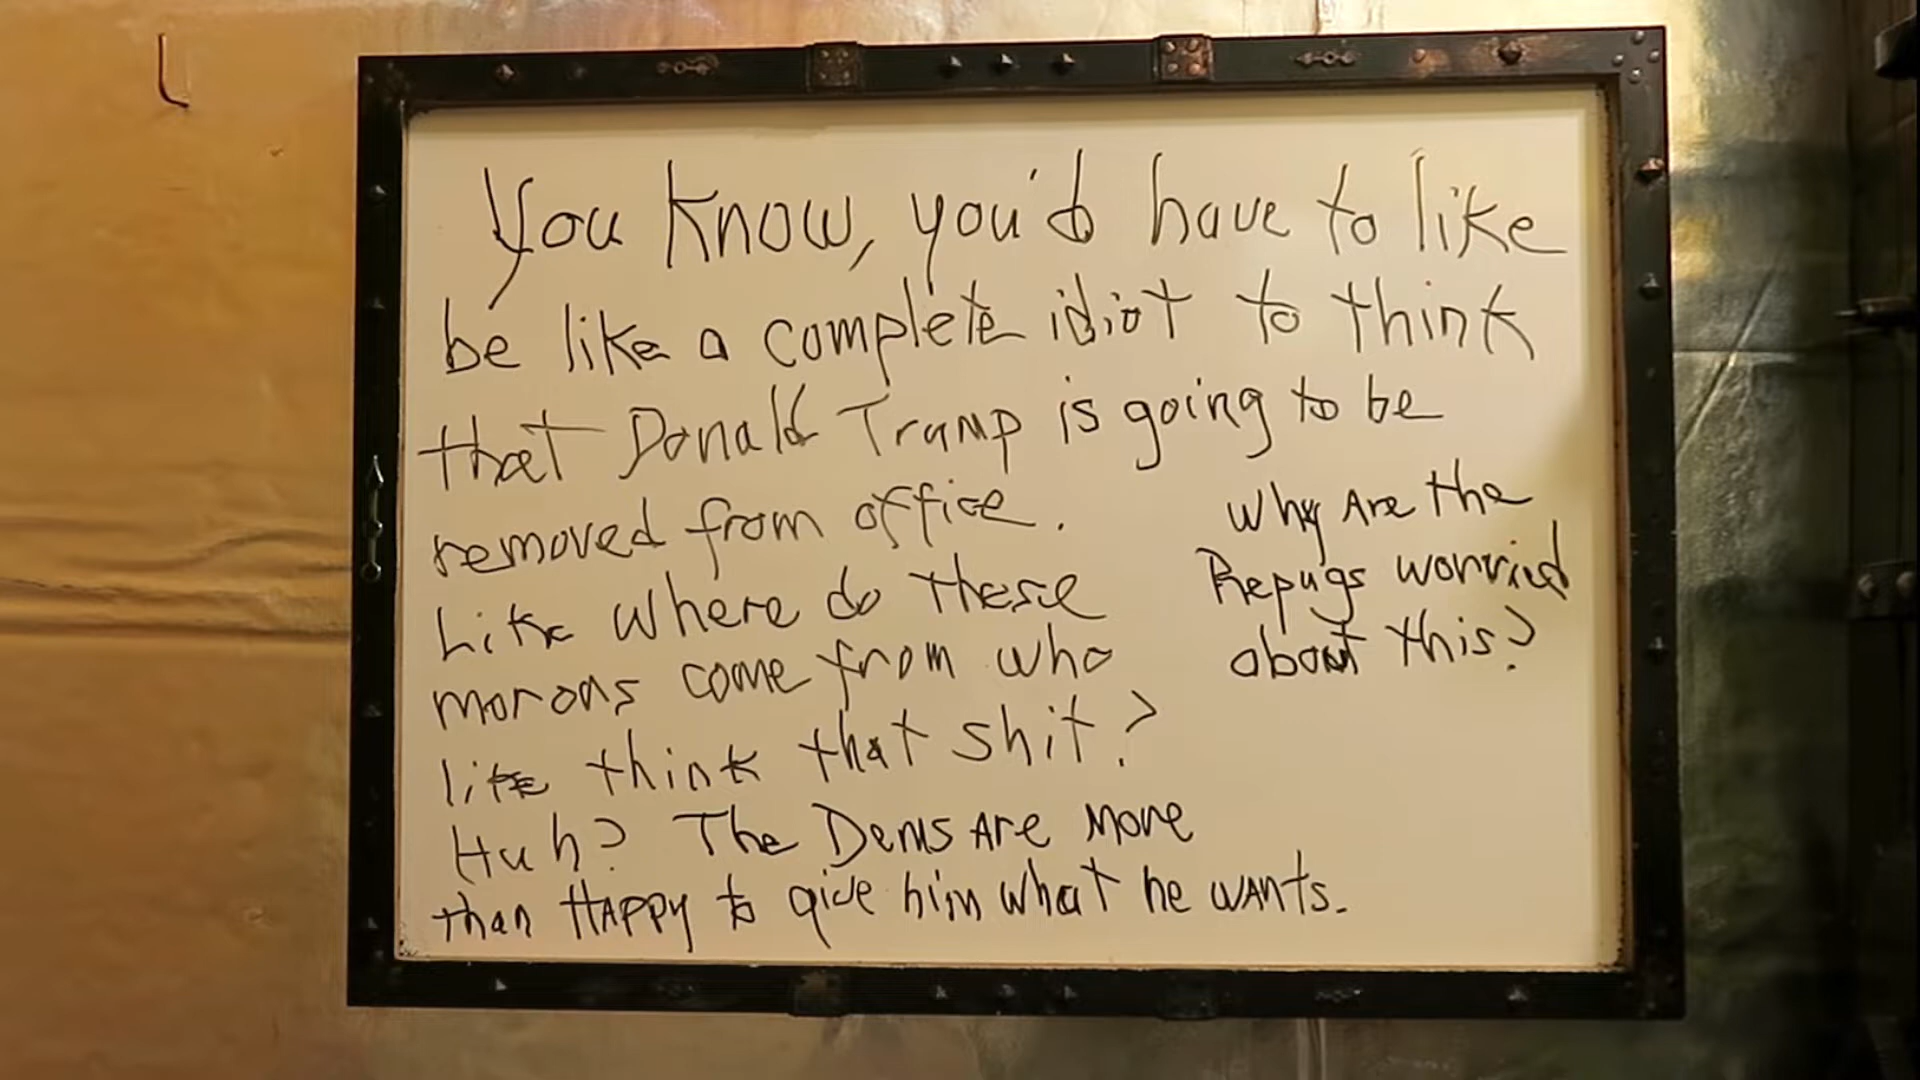 You know, you'd have to like
be like a complete idiot to think
that Donald Trump is going to be
removed from office.
Like where do these
morons come from who
like think that shit?
Huh? The Dems Are More
than HAPPY to give him what he wANTs.
Why Are the
Repugs worried
about this?